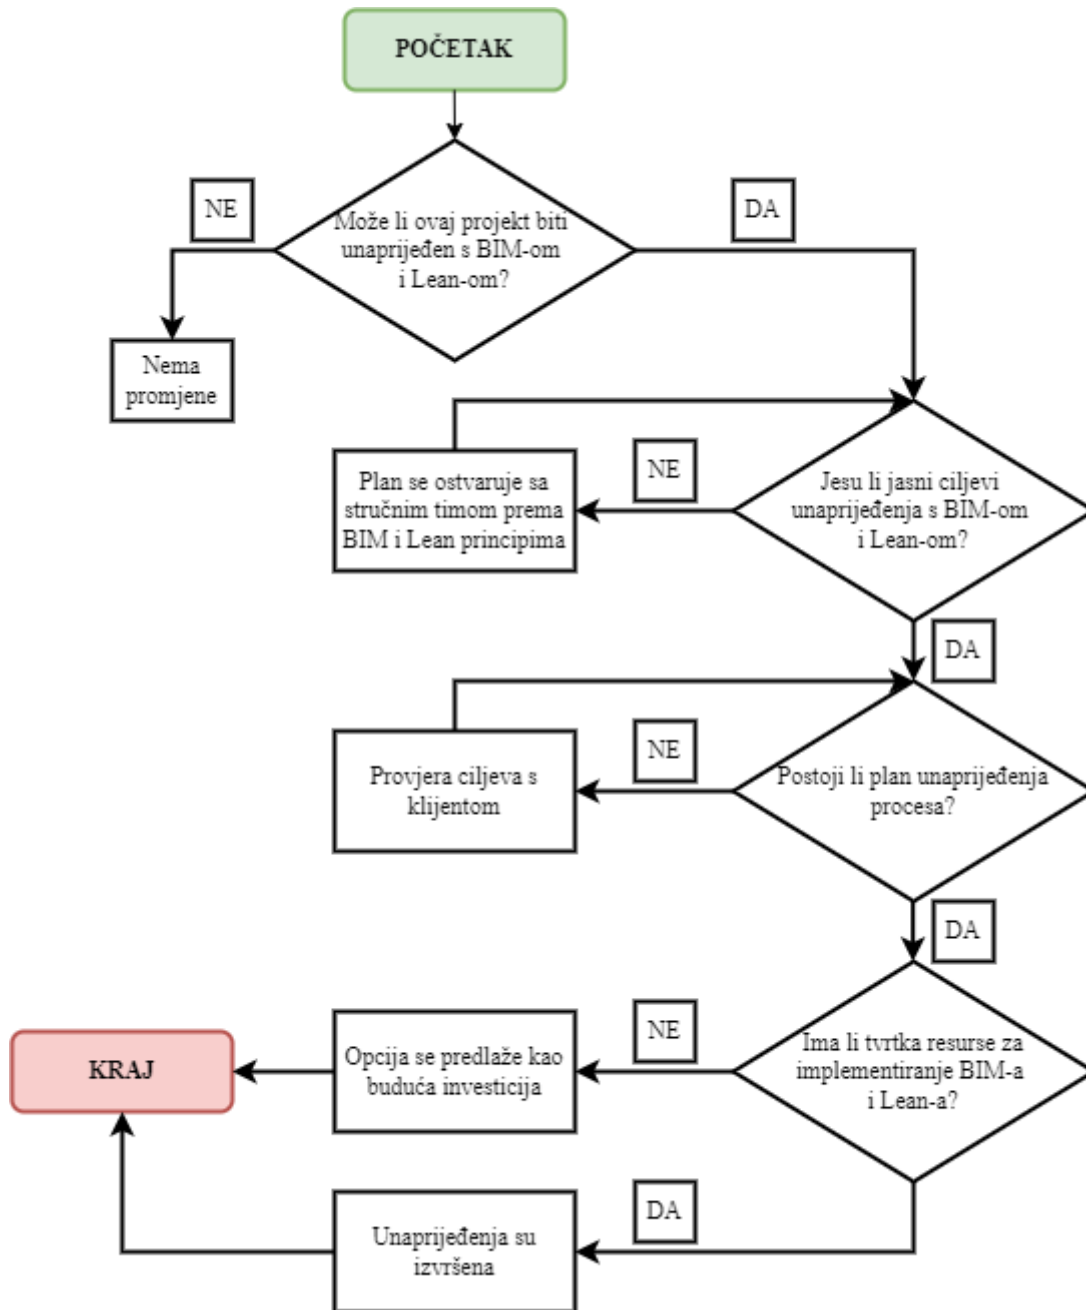 POČETAK
NE
DA
Može li ovaj projekt biti
unaprijeđen s BIM-om
i Lean-om?
Nema
promjene
NE
Plan se ostvaruje sa
stručnim timom prema
BIM i Lean principima
Jesu li jasni ciljevi
unaprijeđenja s BIM-om
i Lean-om?
DA
NE
Provjera ciljeva s
klijentom
Postoji li plan unaprijeđenja
procesa?
DA
NE
KRAJ
Opcija se predlaže kao
buduća investicija
Ima li tvrtka resurse za
implementiranje BIM-a
i Lean-a?
DA
Unaprijeđenja su
izvršena